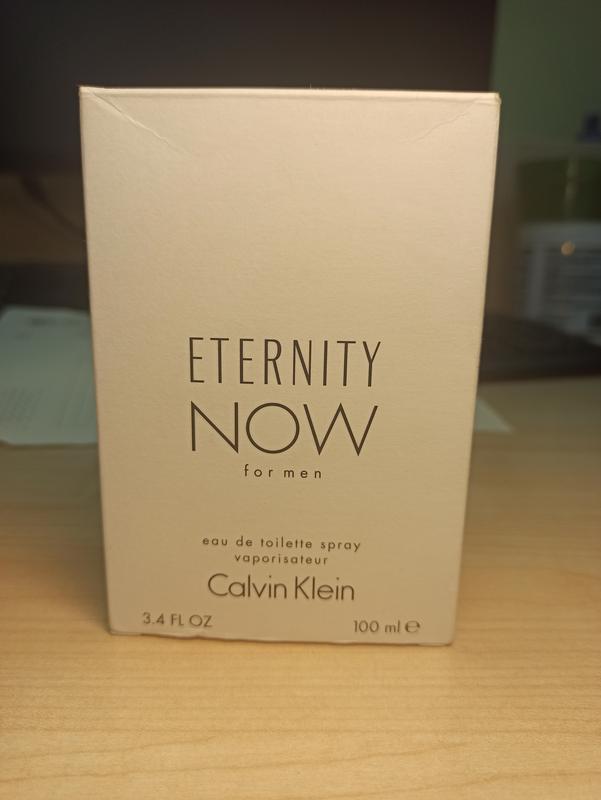 ETERNITY
NOW
for men
eau de toilette spray
vaporisateur
Calvin Klein
3.4 FL OZ 100 ml ℮